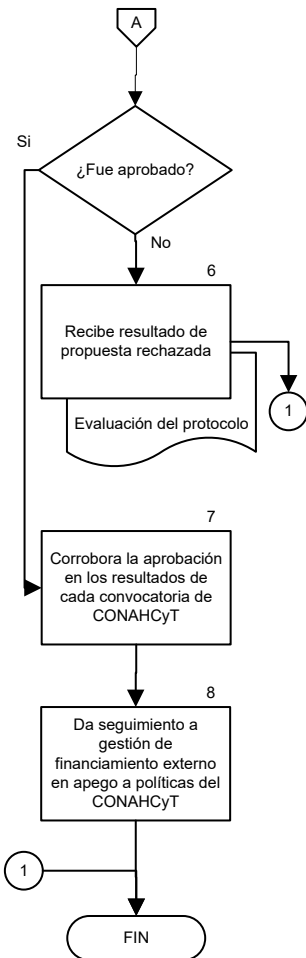 A
Si
¿Fue aprobado?
No
6
Recibe resultado de
propuesta rechazada
Evaluación del protocolo
1
7
Corrobora la aprobación
en los resultados de
cada convocatoria de
CONAHCyT
8
Da seguimiento a
gestión de
financiamiento externo
en apego a políticas del
CONAHCyT
1
FIN